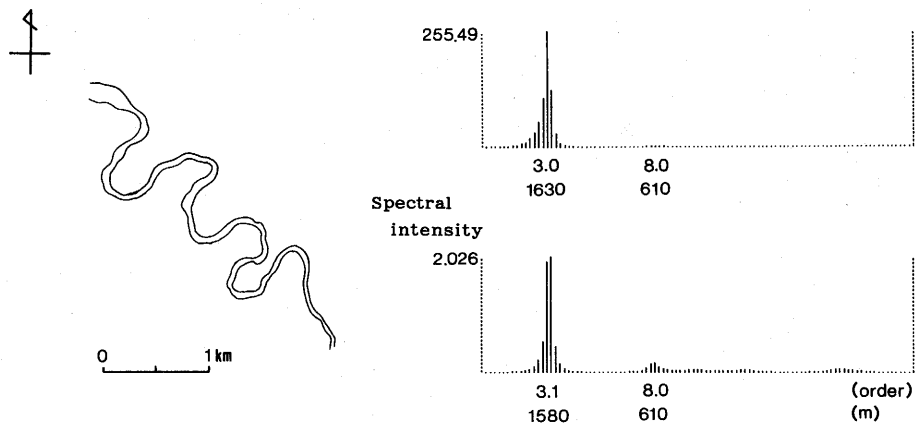 255.49
3.0 8.0
1630 610
Spectral
intensity
2.026
3.1 8.0 (order)
1580 610 (m)
0 1 km